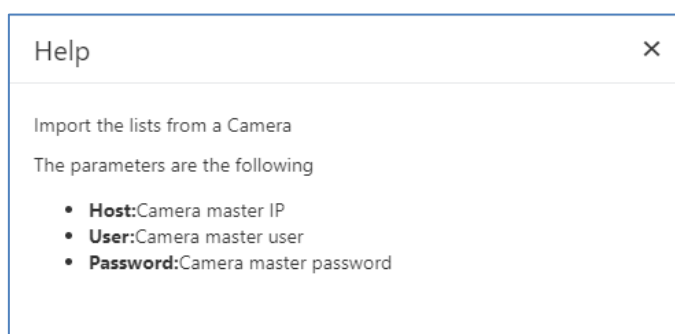 Help
Import the lists from a Camera
The parameters are the following
Host:Camera master IP
User:Camera master user
Password:Camera master password